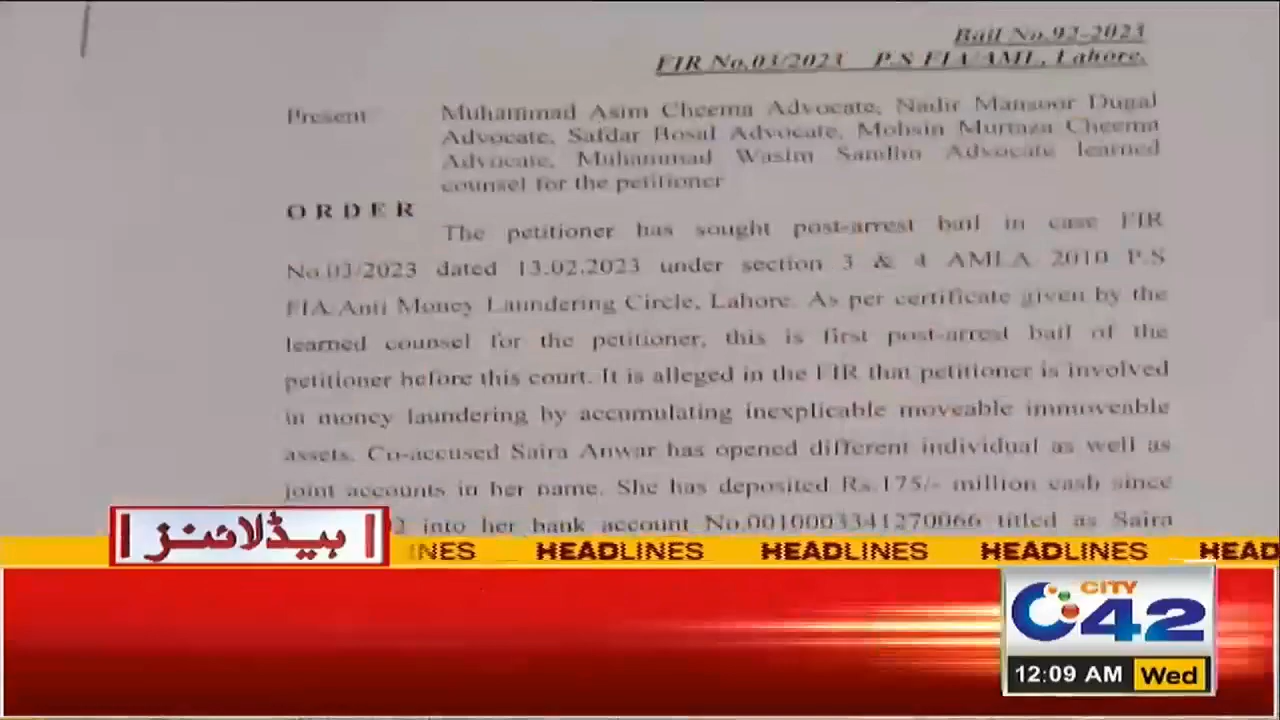 Bail No.92-2023
FIR No.03/2023 P.S FIA/AML, Lahore.
Present Muhammad Asim Cheema Advocate, Nadir Mansoor Dugal
Advocate, Safdar Bosal Advocate, Mohsin Murtaza Cheema
Advocate, Muhammad Wasim Sandhu Advocate learned
counsel for the petitioner
ORDER
The petitioner has sought post-arrest bail in case FIR
No.03/2023 dated 13.02.2023 under section 3 & 4 AMLA 2010 P.S
FIA Anti Money Laundering Circle, Lahore. As per certificate given by the
learned counsel for the petitioner, this is first post-arrest bail of the
petitioner before this court. It is alleged in the FIR that petitioner is involved
in money laundering by accumulating inexplicable moveable immoveable
assets. Co-accused Saira Anwar has opened different individual as well as
joint accounts in her name. She has deposited Rs.175/- million cash since
2 into her bank account No.0010003341270066 titled as Saira
ہیڈلائنز
INES HEADLINES HEADLINES HEADLINES HEAD
CITY
42
12:09 AM Wed